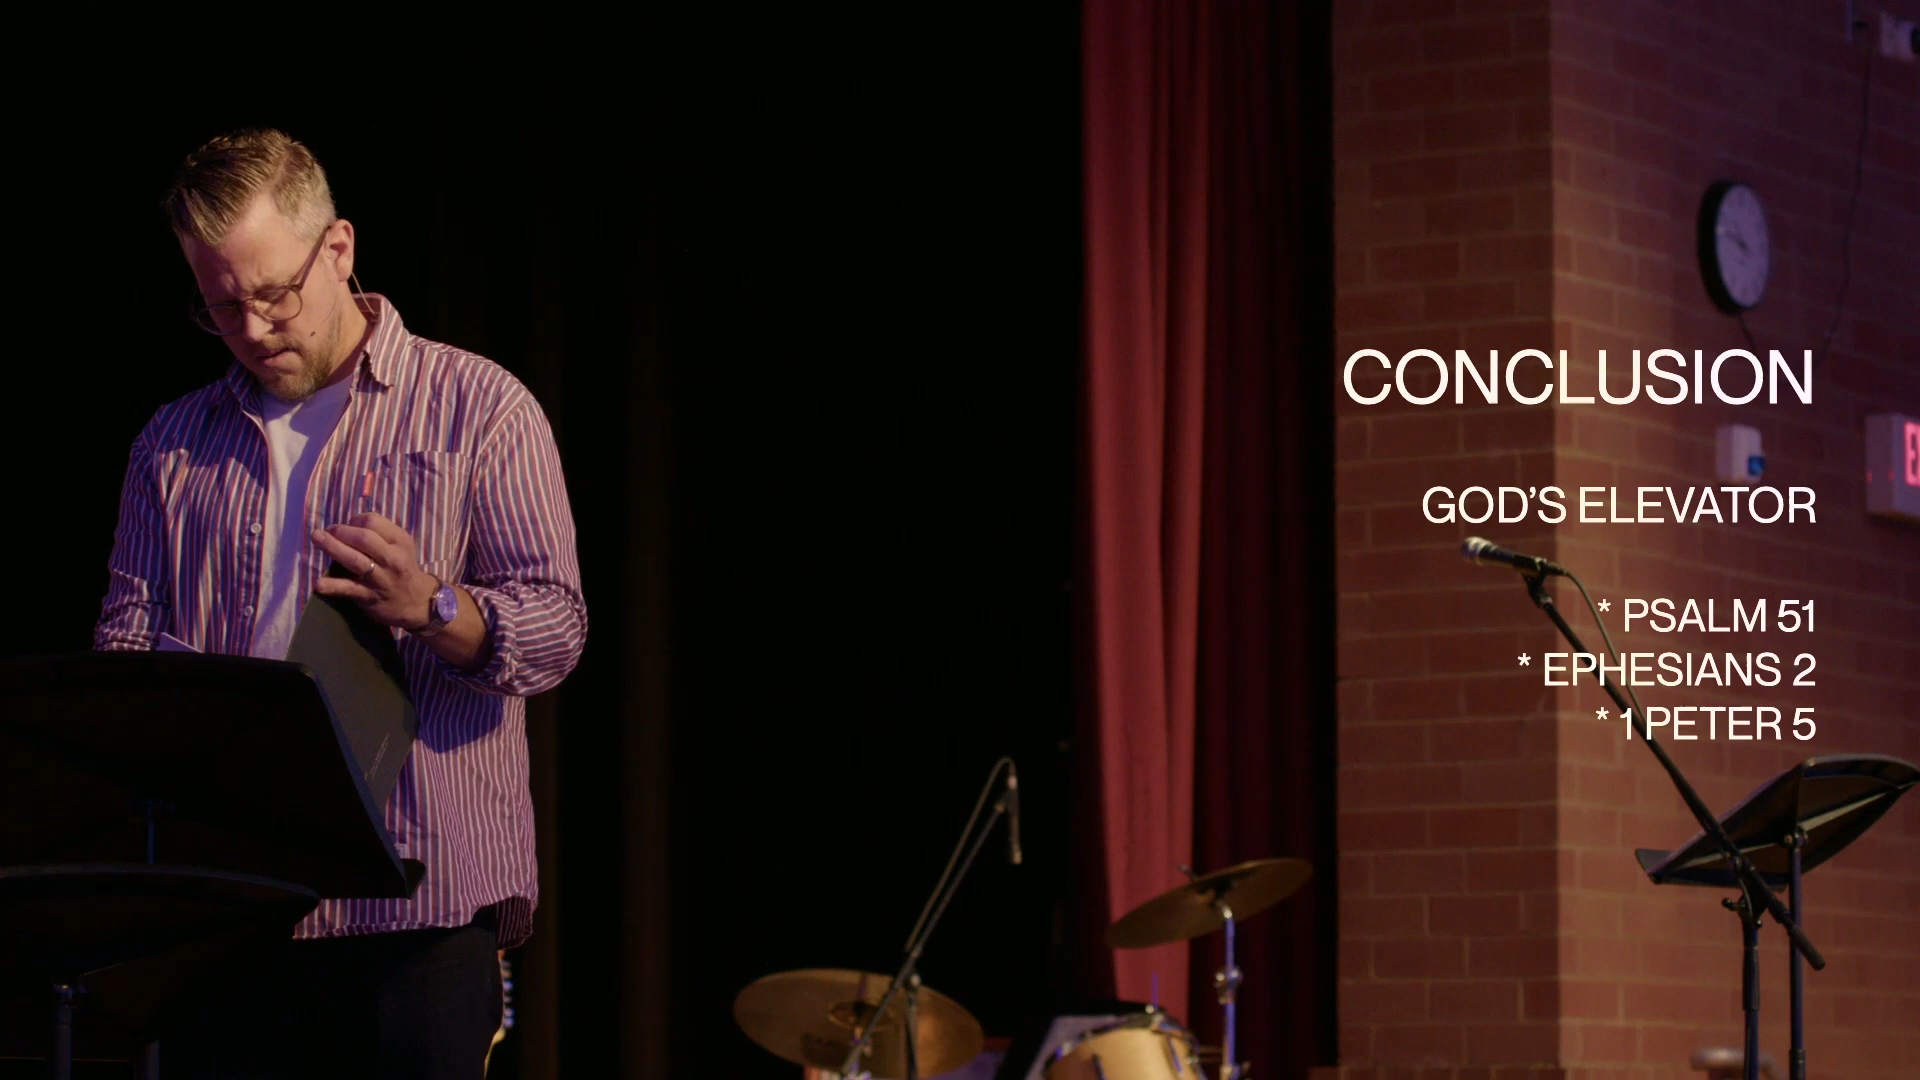 CONCLUSION
GOD'S ELEVATOR
* PSALM 51
* EPHESIANS 2
* 1 PETER 5